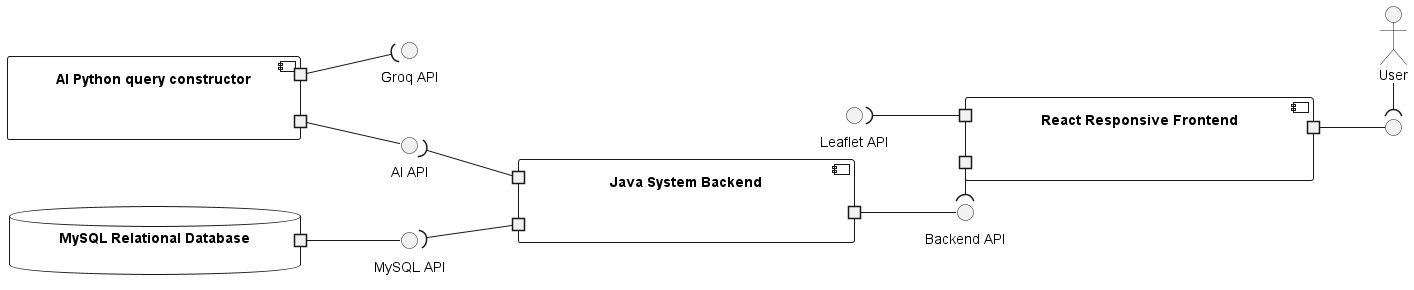 User
Groq API
AI Python query constructor
React Responsive Frontend
Leaflet API
AI API
Java System Backend
MySQL Relational Database
Backend API
MySQL API